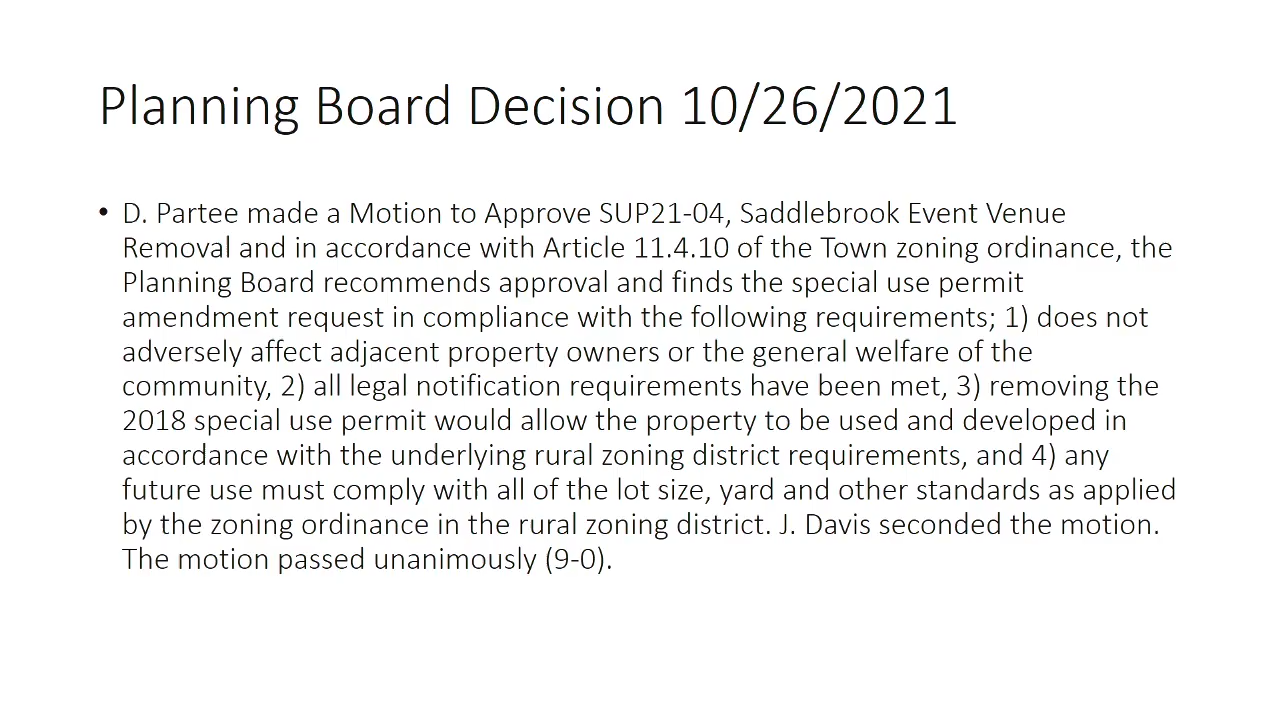 Planning Board Decision 10/26/2021
• D. Partee made a Motion to Approve SUP21-04, Saddlebrook Event Venue
Removal and in accordance with Article 11.4.10 of the Town zoning ordinance, the
Planning Board recommends approval and finds the special use permit
amendment request in compliance with the following requirements; 1) does not
adversely affect adjacent property owners or the general welfare of the
community, 2) all legal notification requirements have been met, 3) removing the
2018 special use permit would allow the property to be used and developed in
accordance with the underlying rural zoning district requirements, and 4) any
future use must comply with all of the lot size, yard and other standards as applied
by the zoning ordinance in the rural zoning district. J. Davis seconded the motion.
The motion passed unanimously (9-0).